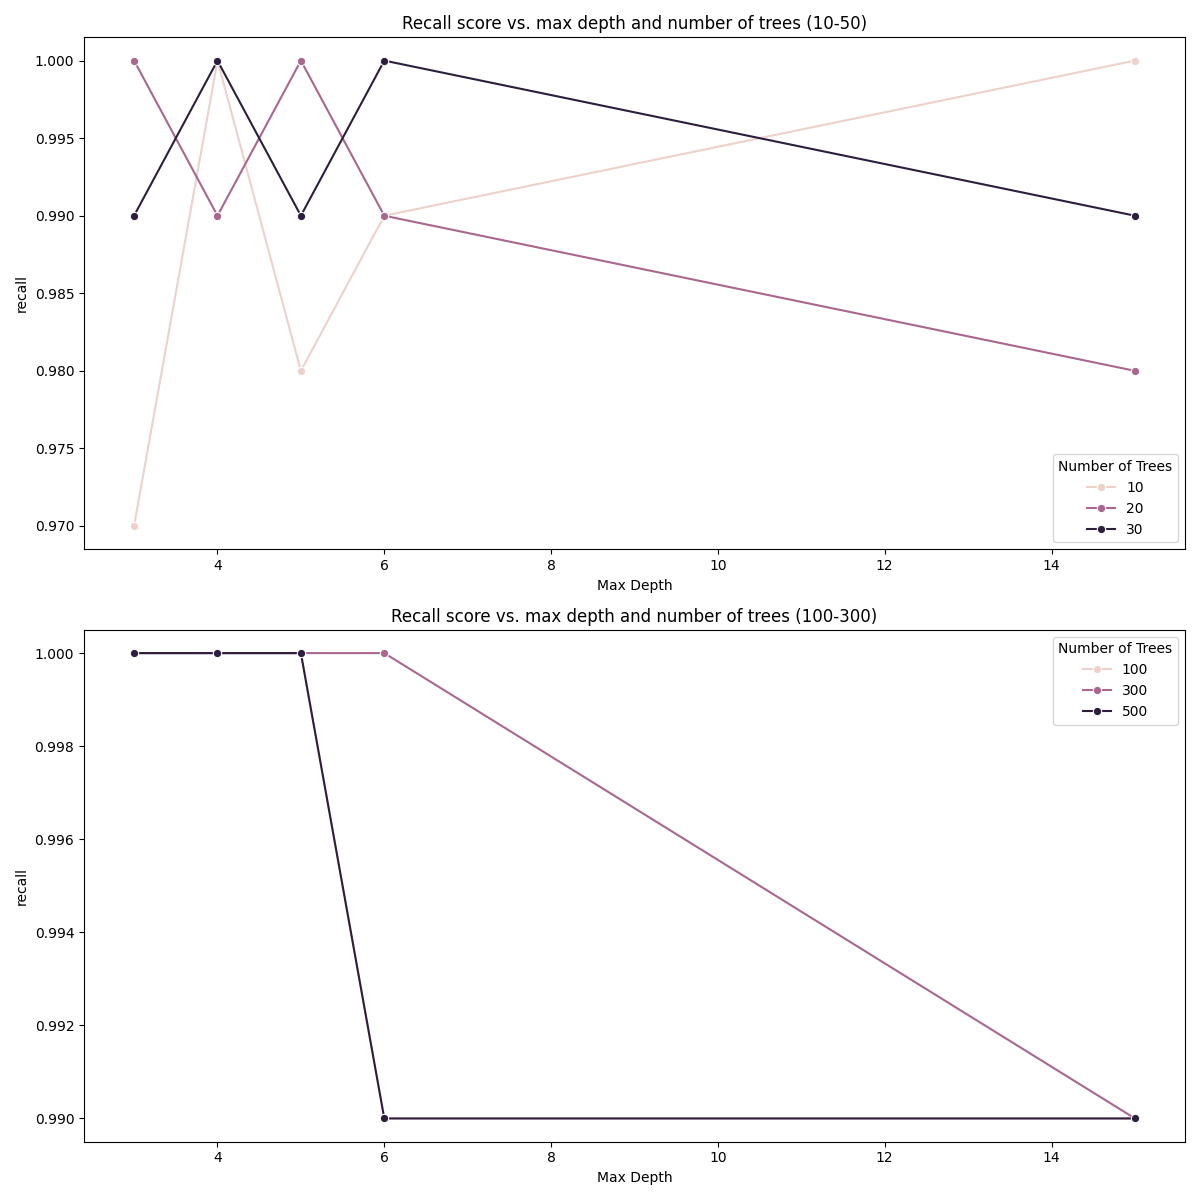 Recall score vs. max depth and number of trees (10-50)
1.000
0.995
0.990
0.985
0.980
0.975
0.970
recall
Number of Trees
10
20
30
4 6 8 10 12 14
Max Depth
Recall score vs. max depth and number of trees (100-300)
1.000
0.998
0.996
0.994
0.992
0.990
recall
Number of Trees
100
300
500
4 6 8 10 12 14
Max Depth